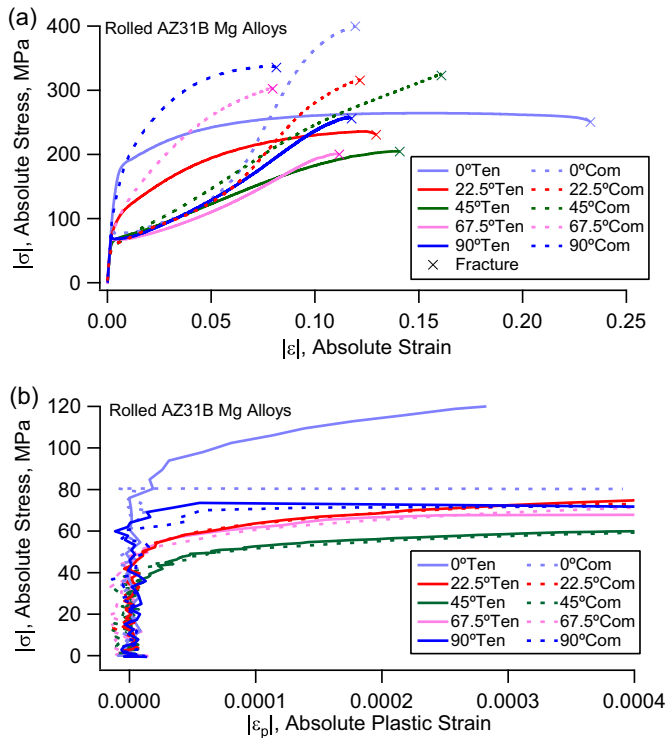 (a)
Rolled AZ31B Mg Alloys
|σ|, Absolute Stress, MPa
400
300
200
100
0
0.00
0.05
0.10
0.15
0.20
0.25
|ε|, Absolute Strain
0ºTen
0ºCom
22.5ºTen
22.5ºCom
45ºTen
45ºCom
67.5ºTen
67.5ºCom
90ºTen
90ºCom
Fracture
(b)
Rolled AZ31B Mg Alloys
|σ|, Absolute Stress, MPa
120
100
80
60
40
20
0
0.0000
0.0001
0.0002
0.0003
0.0004
|εp|, Absolute Plastic Strain
0ºTen
0ºCom
22.5ºTen
22.5ºCom
45ºTen
45ºCom
67.5ºTen
67.5ºCom
90ºTen
90ºCom